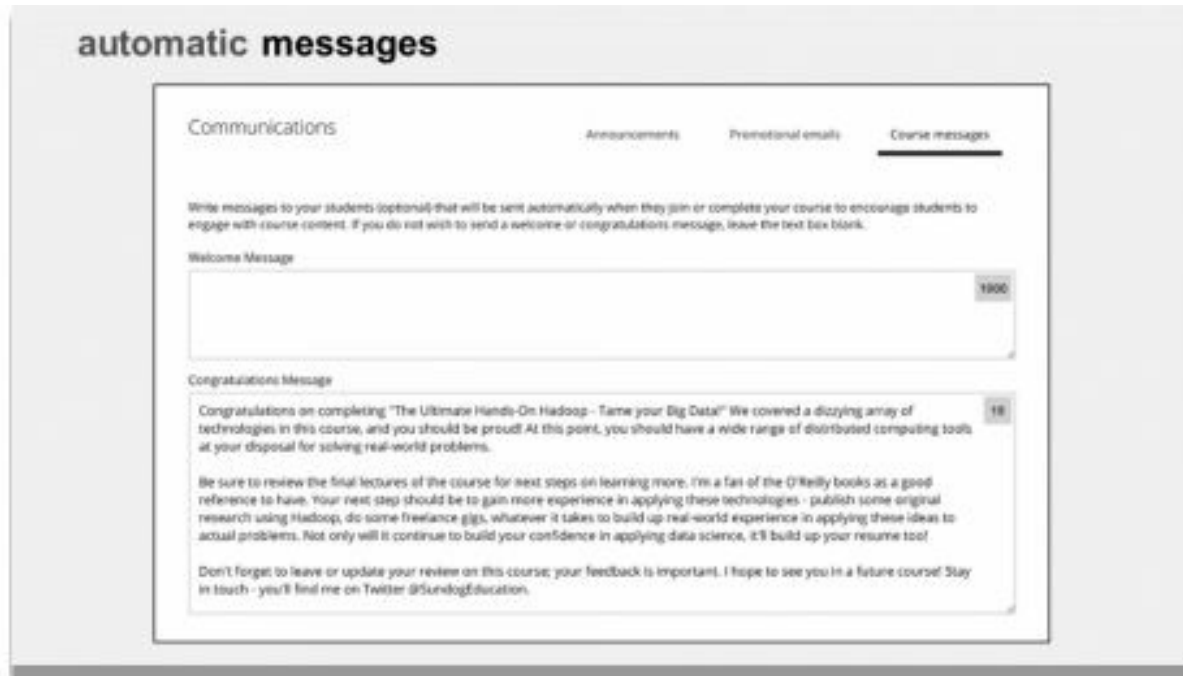 automatic messages
Communications
Announcements
Promotional emails
Course messages
Write messages to your students (optional) that will be sent automatically when they join or complete your course to encourage students to
engage with course content. If you do not wish to send a welcome or congratulations message, leave the text box blank.
Welcome Message
1000
Congratulations Message
Congratulations on completing "The Ultimate Hands-On Hadoop - Tame your Big Data!" We covered a dizzying array of
technologies in this course, and you should be proud! At this point, you should have a wide range of distributed computing tools
at your disposal for solving real-world problems.
Be sure to review the final lectures of the course for next steps on learning more. I'm a fan of the O'Reilly books as a good
reference to have. Your next step should be to gain more experience in applying these technologies - publish some original
research using Hadoop, do some freelance gigs, whatever it takes to build up real-world experience in applying these ideas to
actual problems. Not only will it continue to build your confidence in applying data science, it'll build up your resume too!
Don't forget to leave or update your review on this course; your feedback is important. I hope to see you in a future course! Stay
in touch - you'll find me on Twitter @SundogEducation.